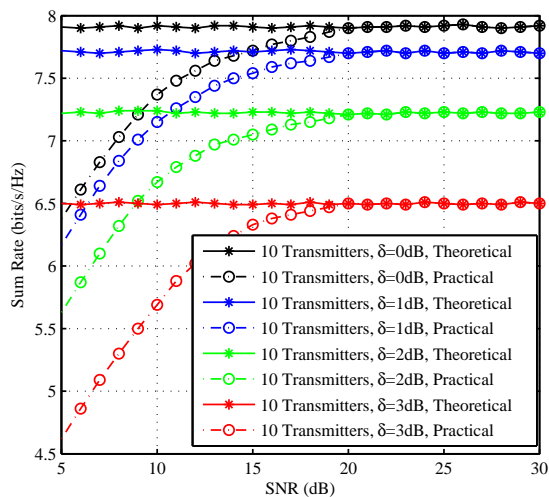 8
7.5
7
6.5
6
5.5
5
4.5
Sum Rate (bits/s/Hz)
10 Transmitters, δ=0dB, Theoretical
10 Transmitters, δ=0dB, Practical
10 Transmitters, δ=1dB, Theoretical
10 Transmitters, δ=1dB, Practical
10 Transmitters, δ=2dB, Theoretical
10 Transmitters, δ=2dB, Practical
10 Transmitters, δ=3dB, Theoretical
10 Transmitters, δ=3dB, Practical
5 10 15 20 25 30
SNR (dB)